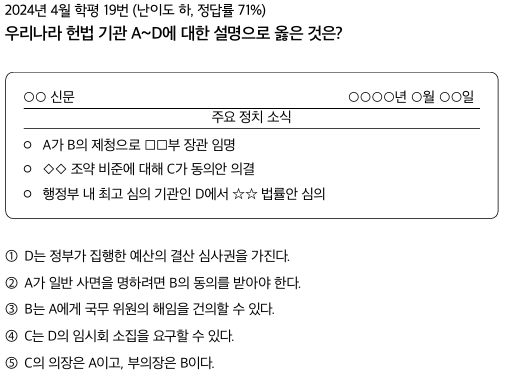 2024년 4월 학평 19번 (난이도 하, 정답률 71%)
우리나라 헌법 기관 A~D에 대한 설명으로 옳은 것은?
○○ 신문 ○○○○년 ○월 ○○일
주요 정치 소식
○ A가 B의 제청으로 □□부 장관 임명
○ ◇◇ 조약 비준에 대해 C가 동의안 의결
○ 행정부 내 최고 심의 기관인 D에서 ☆☆ 법률안 심의
① D는 정부가 집행한 예산의 결산 심사권을 가진다.
② A가 일반 사면을 명하려면 B의 동의를 받아야 한다.
③ B는 A에게 국무 위원의 해임을 건의할 수 있다.
④ C는 D의 임시회 소집을 요구할 수 있다.
⑤ C의 의장은 A이고, 부의장은 B이다.